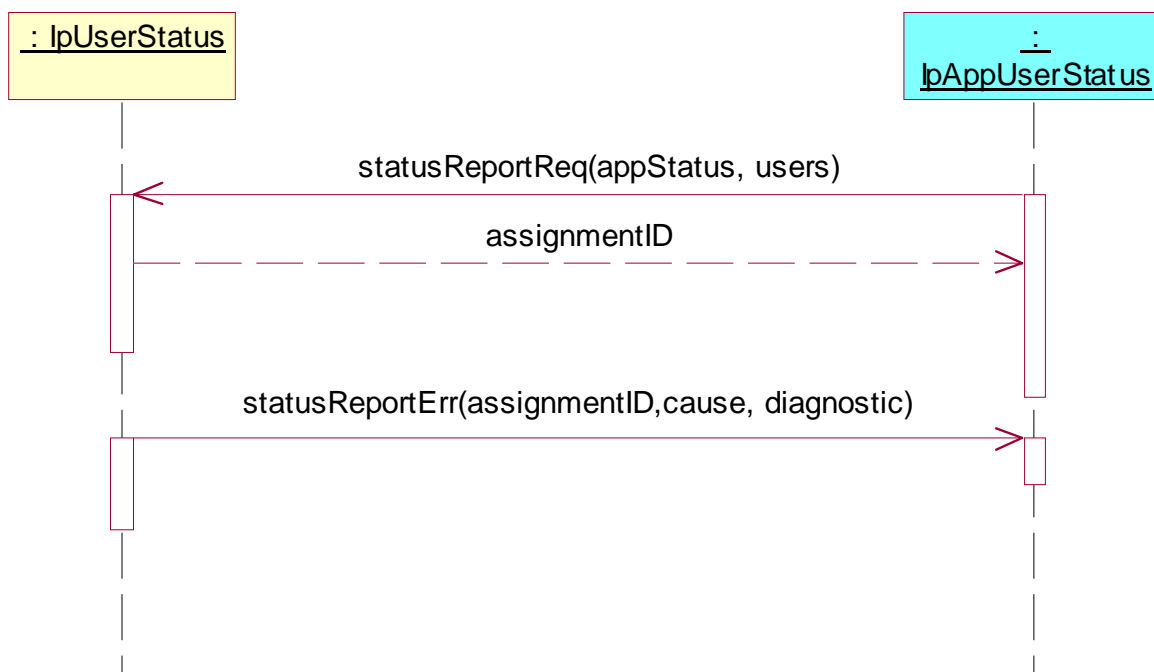 : IpUserStatus
:
IpAppUserStatus
statusReportReq(appStatus, users)
assignmentID
statusReportErr(assignmentID,cause, diagnostic)